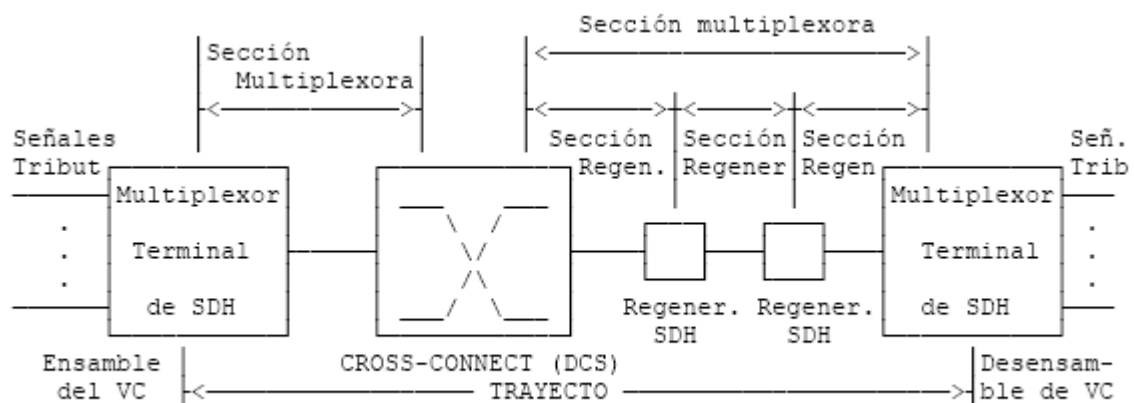 Sección multiplexora
Sección
Multiplexora
Señales
Tribut
Sección Sección Sección
Regen. Regener Regen
Señ.
Trib
Multiplexor
Terminal
de SDH
Multiplexor
Terminal
de SDH
Regener. Regener.
SDH SDH
Ensamble
del VC
CROSS-CONNECT (DCS)
TRAYECTO
Desensam-
ble de VC